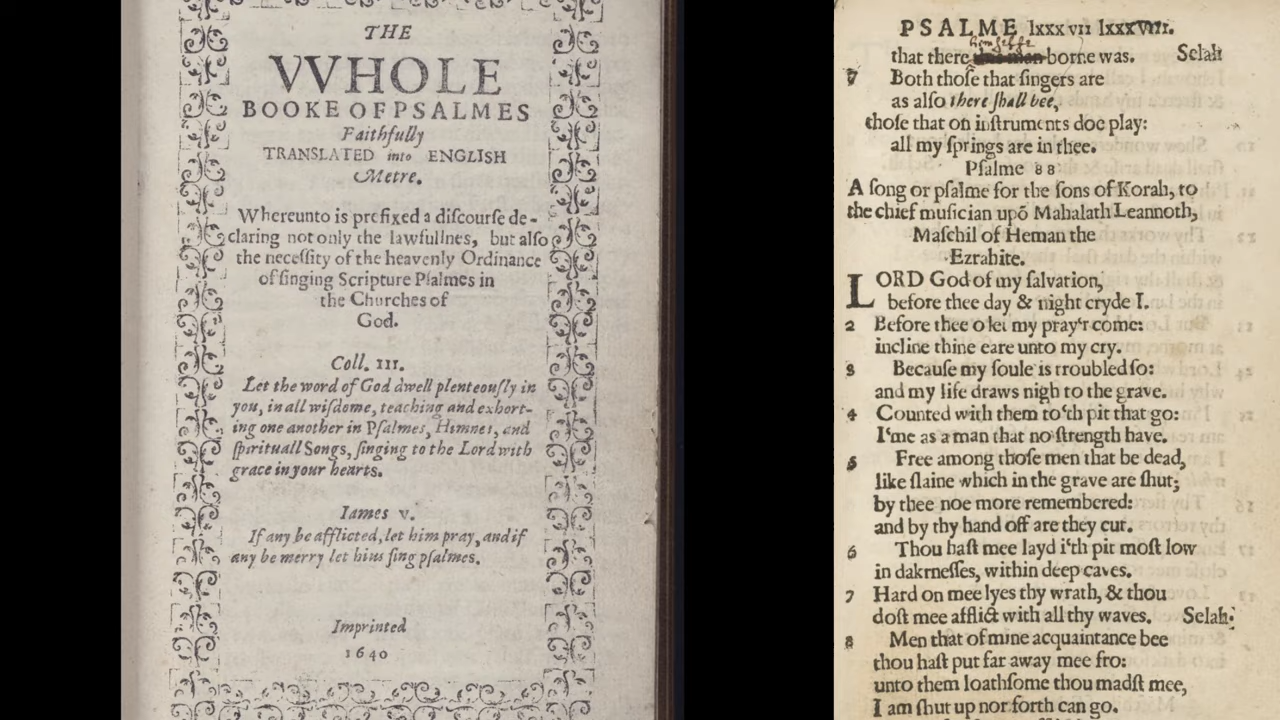 THE
VVHOLE
BOOKE OF PSALMES
Faithfully
TRANSLATED into ENGLISH
Metre.
Whereunto is prefixed a discourse de-
claring not only the lawfullnes, but also
the necessity of the heavenly Ordinance
of singing Scripture Psalmes in
the Churches of
God.
Coll. III.
Let the word of God dwell plenteously in
you, in all wisdome, teaching and exhort-
ing one another in Psalmes, Himnes, and
spirituall Songs, singing to the Lord with
grace in your hearts.
Iames v.
If any be afflicted, let him pray, and if
any be merry let him sing psalmes.
Imprinted
1640
PSALME lxxxvii lxxxviii.
himselfe
that there borne was. Selah
7 Both those that singers are
as also there shall bee,
those that on instruments doe play:
all my springs are in thee.
Psalme 88
A song or psalme for the sons of Korah, to
the chief musician upõ Mahalath Leannoth,
Maschil of Heman the
Ezrahite.
LORD God of my salvation,
before thee day & night cryde I.
2 Before thee o let my pray'r come:
incline thine eare unto my cry.
3 Because my soule is troubled so:
and my life draws nigh to the grave.
4 Counted with them to'th pit that go:
I'me as a man that no strength have.
5 Free among those men that be dead,
like slaine which in the grave are shut;
by thee noe more remembred:
and by thy hand off are they cut.
6 Thou hast mee layd i'th pit most low
in dakrnesses, within deep caves.
7 Hard on mee lyes thy wrath, & thou
dost mee afflict with all thy waves. Selah:
8 Men that of mine acquaintance bee
thou hast put far away mee fro:
unto them loathsome thou madst mee,
I am shut up nor forth can go.